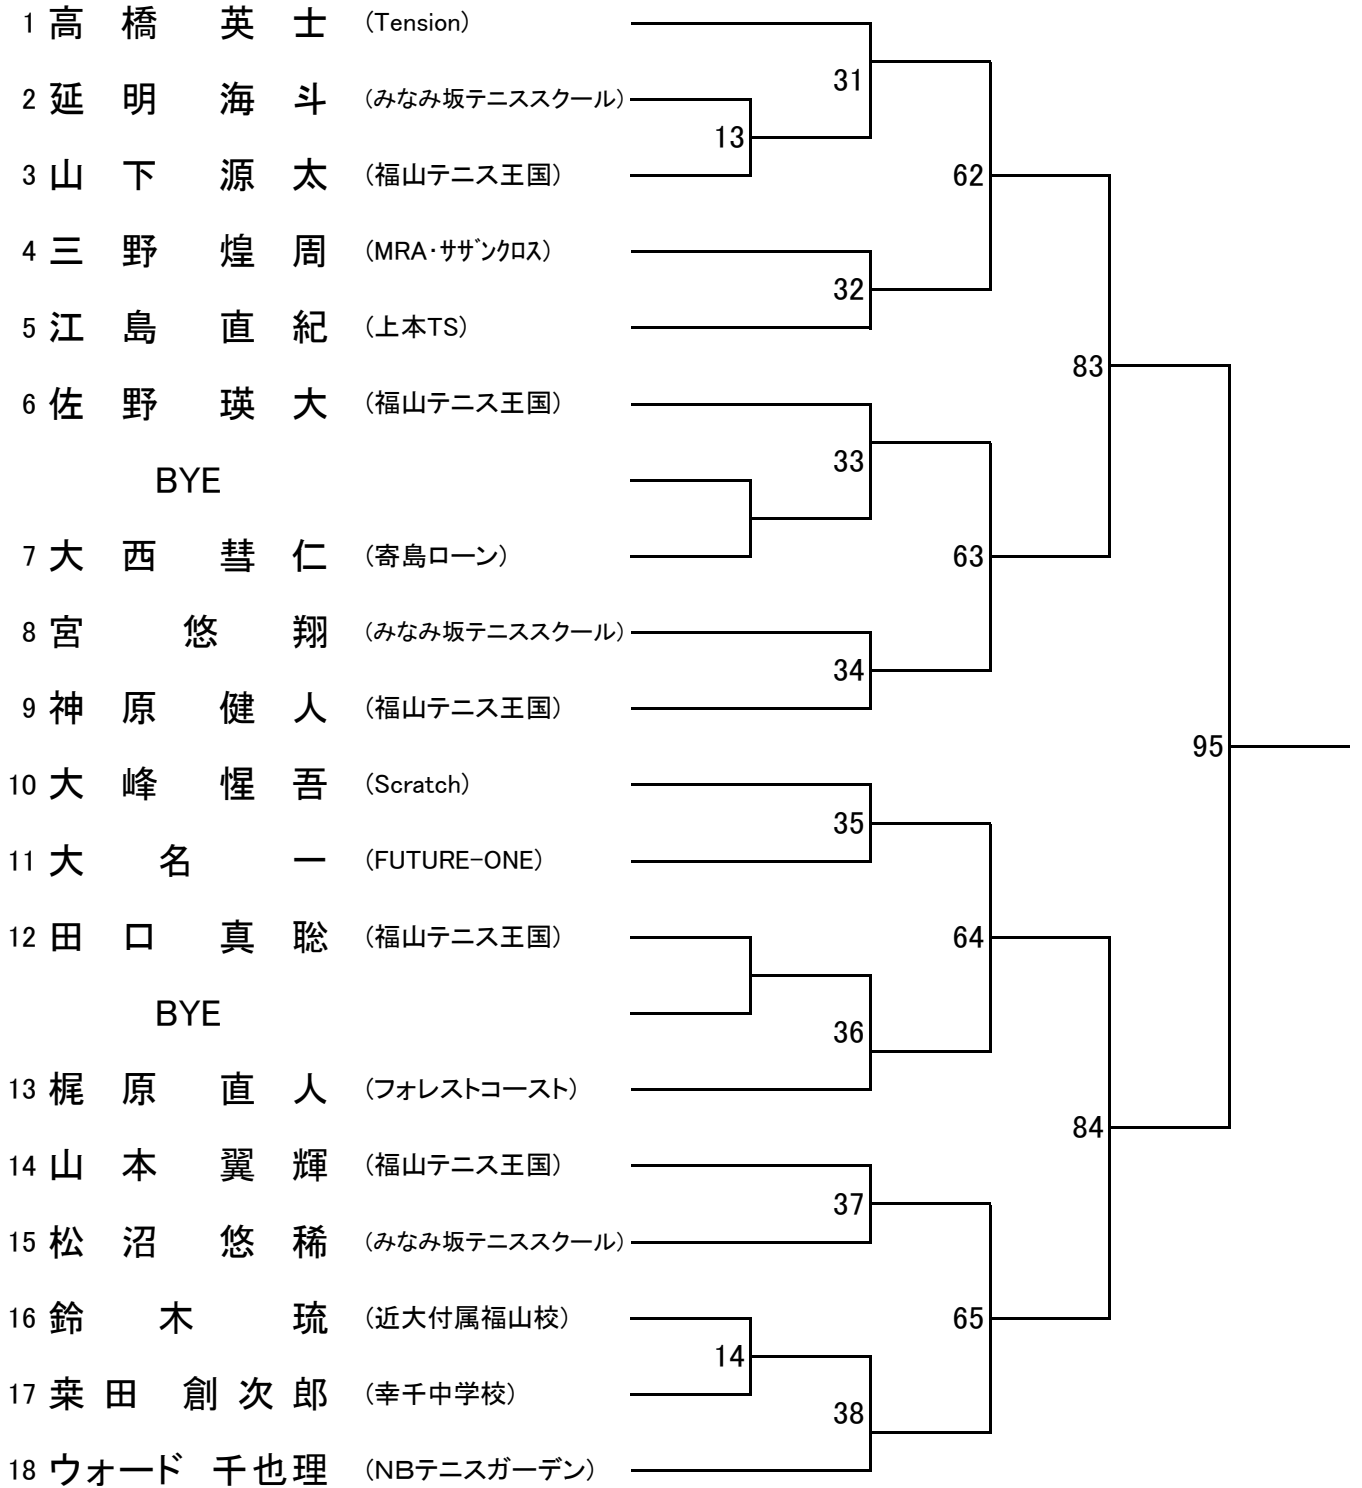 1 高橋 英士 (Tension)
31
2 延明 海斗 (みなみ坂テニススクール)
13
3 山下 源太 (福山テニス王国)
62
4 三野 煌周 (MRA・ｻｻﾞﾝｸﾛｽ)
32
5 江島 直紀 (上本TS)
83
6 佐野 瑛大 (福山テニス王国)
33
BYE
7 大西 彗仁 (寄島ローン)
63
8 宮 悠翔 (みなみ坂テニススクール)
34
9 神原 健人 (福山テニス王国)
95
10 大峰 惺吾 (Scratch)
35
11 大名 一 (FUTURE-ONE)
12 田口 真聡 (福山テニス王国)
64
BYE
36
13 梶原 直人 (フォレストコースト)
84
14 山本 翼輝 (福山テニス王国)
37
15 松沼 悠稀 (みなみ坂テニススクール)
16 鈴木 琉 (近大付属福山校)
65
14
17 桒田 創次郎 (幸千中学校)
38
18 ウォード 千也理 (NBテニスガーデン)